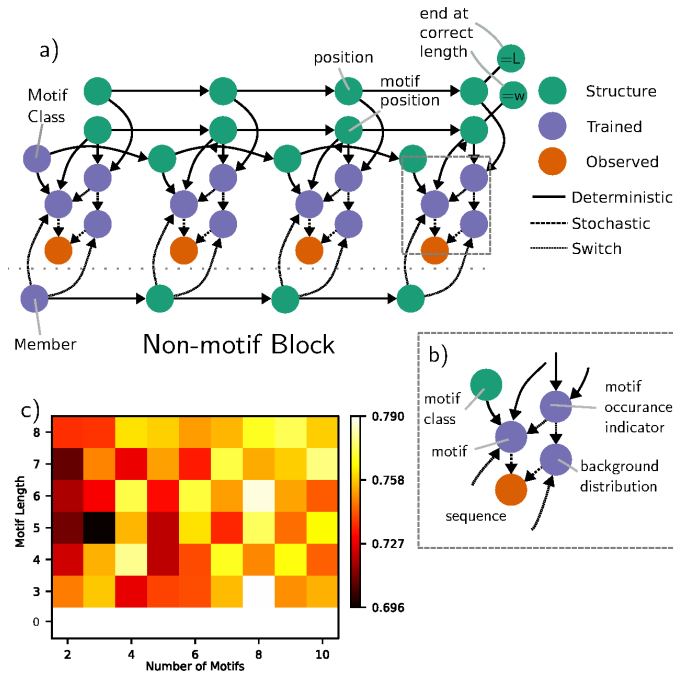 a)
end at
correct
length
position
motif
position
=L
=w
Motif
Class
Structure
Trained
Observed
Deterministic
Stochastic
Switch
Member
Non-motif Block
b)
motif
class
motif
motif
occurance
indicator
background
distribution
sequence
c)
Motif Length
8
7
6
5
4
3
0
2
4
6
8
10
Number of Motifs
0.790
0.758
0.727
0.696